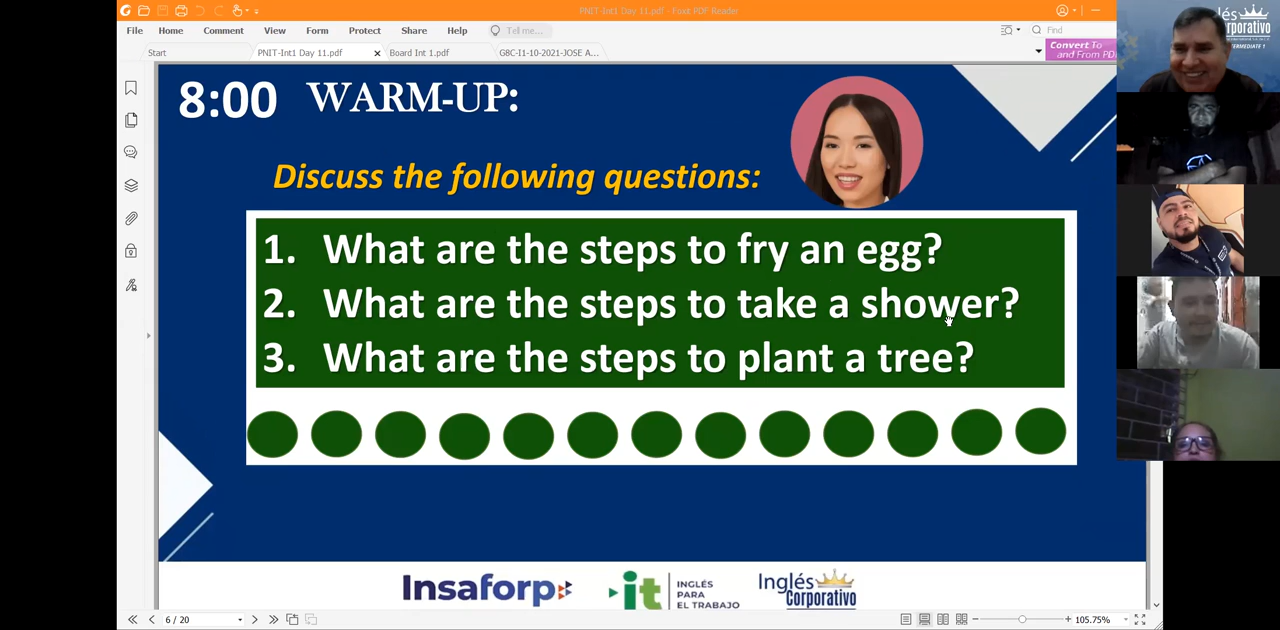 PNIT-Int1 Day 11.pdf - Foxit PDF Reader
File Home Comment View Form Protect Share Help Tell me... Find
Start PNIT-Int1 Day 11.pdf Board Int 1.pdf G8C-I1-10-2021-JOSE A...
Convert To
and From PDF
lés
Corporativo
INTERMEDIATE 1
8:00 WARM-UP:
Discuss the following questions:
1. What are the steps to fry an egg?
2. What are the steps to take a shower?
3. What are the steps to plant a tree?
Insaforp
it
INGLÉS
PARA
EL TRABAJO
Inglés
Corporativo
6 / 20
105.75%